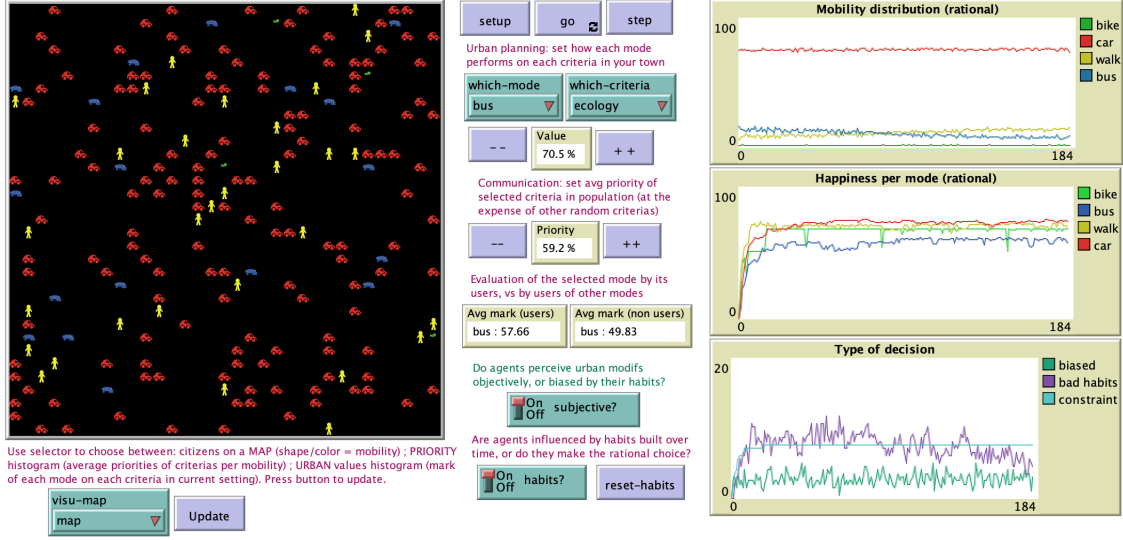 setup
go
step
Urban planning: set how each mode
performs on each criteria in your town
which-mode
bus
which-criteria
ecology
--
Value
70.5 %
++
Communication: set avg priority of
selected criteria in population (at the
expense of other random criterias)
--
Priority
59.2 %
++
Evaluation of the selected mode by its
users, vs by users of other modes
Avg mark (users)
bus : 57.66
Avg mark (non users)
bus : 49.83
Do agents perceive urban modifs
objectively, or biased by their habits?
On
Off
subjective?
Are agents influenced by habits built over
time, or do they make the rational choice?
On
Off
habits?
reset-habits
Use selector to choose between: citizens on a MAP (shape/color = mobility) ; PRIORITY
histogram (average priorities of criterias per mobility) ; URBAN values histogram (mark
of each mode on each criteria in current setting). Press button to update.
visu-map
map
Update
Mobility distribution (rational)
100
0
0
184
bike
car
walk
bus
Happiness per mode (rational)
100
0
0
184
bike
bus
walk
car
Type of decision
20
0
0
184
biased
bad habits
constraint